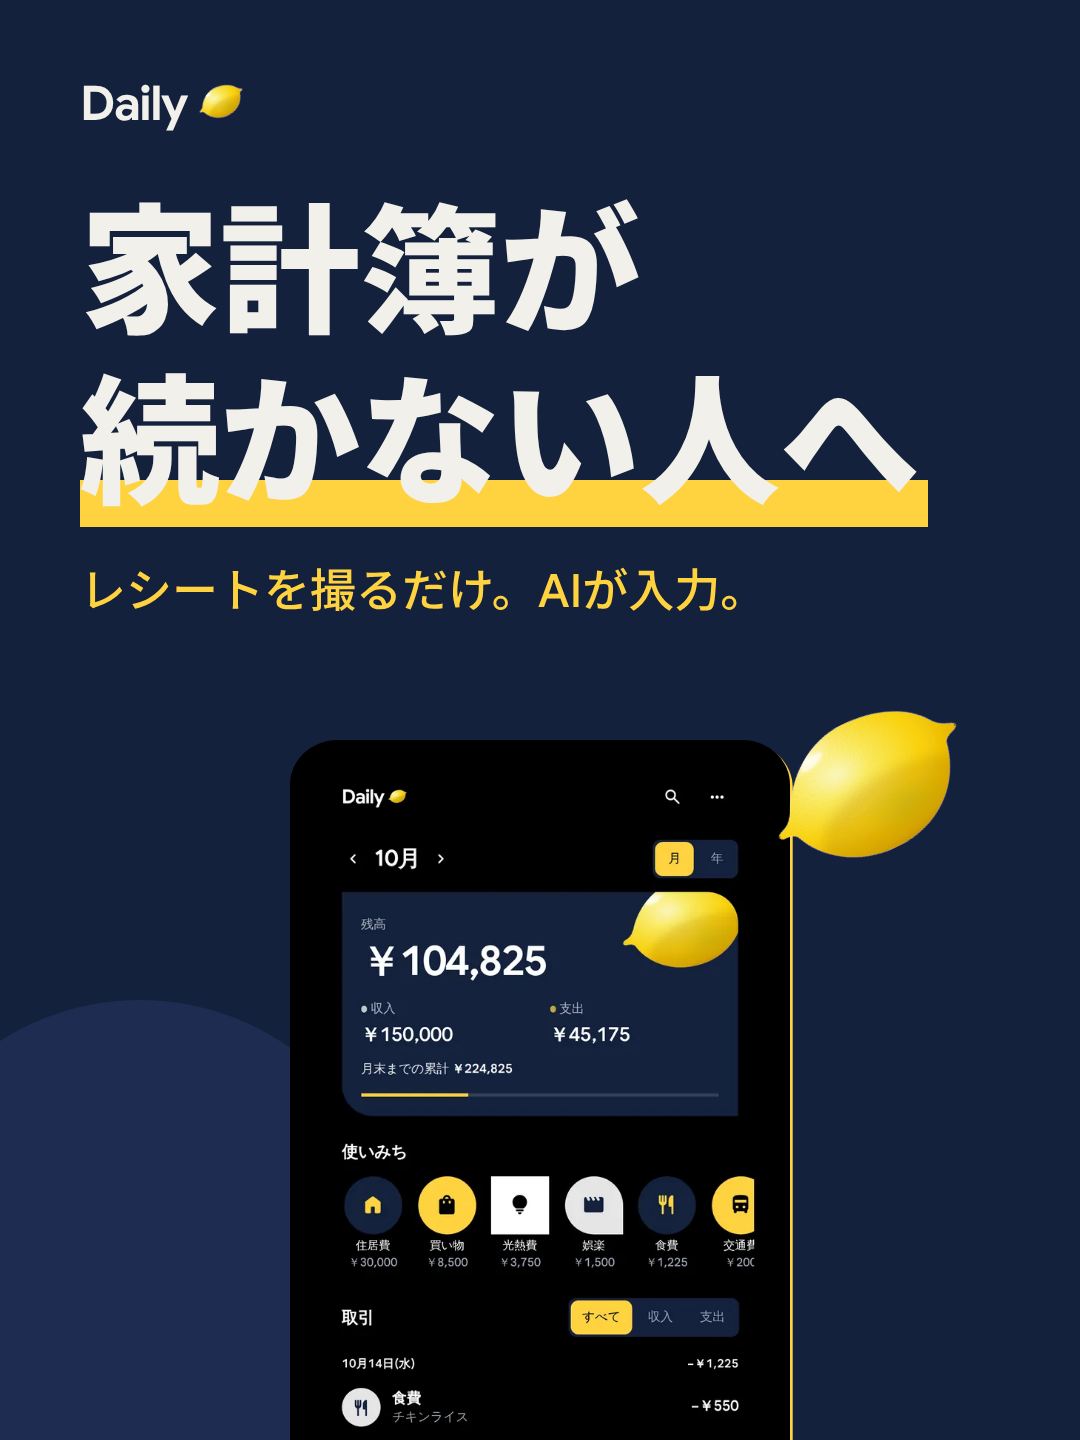 Daily
家計簿が
続かない人へ
レシートを撮るだけ。AIが入力。
Daily
10月
月 年
残高
￥104,825
収入 支出
￥150,000 ￥45,175
月末までの累計 ￥224,825
使いみち
住居費 買い物 光熱費 娯楽 食費 交通費
￥30,000 ￥8,500 ￥3,750 ￥1,500 ￥1,225 ￥200
取引
すべて 収入 支出
10月14日(水) −￥1,225
食費
チキンライス
−￥550